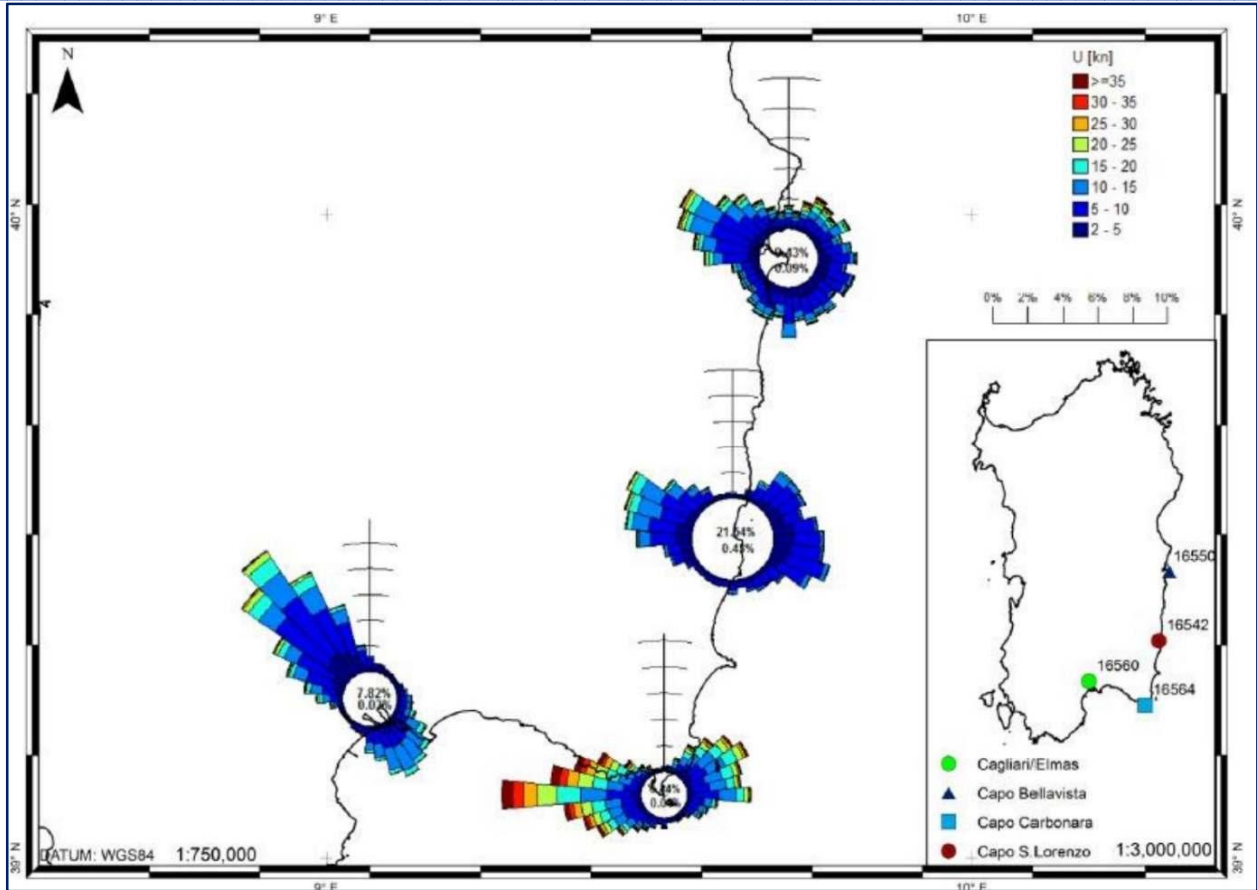 9° E
10° E
N
U [kn]
>=35
30 - 35
25 - 30
20 - 25
15 - 20
10 - 15
5 - 10
2 - 5
40° N
40° N
0.09%
0% 2% 4% 6% 8% 10%
21.54%
7.82%
16550
16542
16560
16564
Cagliari/Elmas
Capo Bellavista
Capo Carbonara
Capo S.Lorenzo
1:3,000,000
DATUM: WGS84 1:750,000
39° N
39° N
9° E
10° E